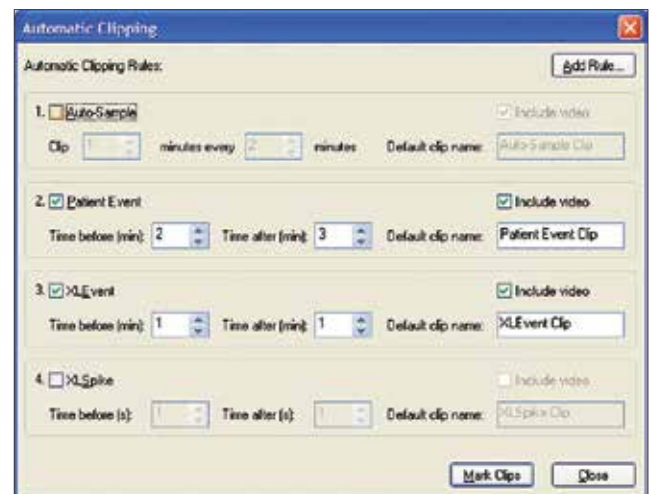 Automatic Clipping
Automatic Clipping Rules: Add Rule...
1. Auto-Sample Include video
Clip 1 minutes every 2 minutes Default clip name: Auto-Sample Clip
2. Patient Event Include video
Time before (min): 2 Time after (min): 3 Default clip name: Patient Event Clip
3. XLEvent Include video
Time before (min): 1 Time after (min): 1 Default clip name: XLEvent Clip
4. XLSpike Include video
Time before (s): 1 Time after (s): 1 Default clip name: XLSpike Clip
Mark Clips Close